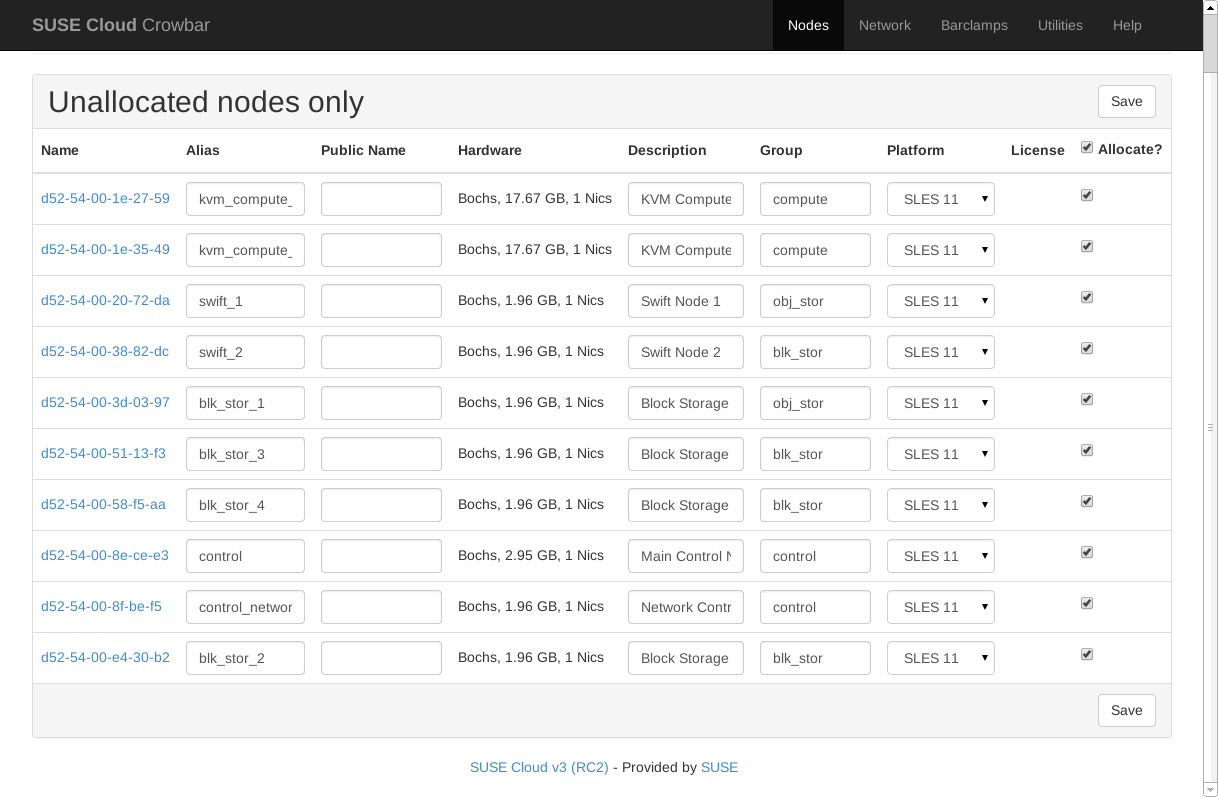 SUSE Cloud Crowbar Nodes Network Barclamps Utilities Help
Unallocated nodes only Save
Name Alias Public Name Hardware Description Group Platform License Allocate?
d52-54-00-1e-27-59 kvm_compute_ Bochs, 17.67 GB, 1 Nics KVM Compute compute SLES 11
d52-54-00-1e-35-49 kvm_compute_ Bochs, 17.67 GB, 1 Nics KVM Compute compute SLES 11
d52-54-00-20-72-da swift_1 Bochs, 1.96 GB, 1 Nics Swift Node 1 obj_stor SLES 11
d52-54-00-38-82-dc swift_2 Bochs, 1.96 GB, 1 Nics Swift Node 2 blk_stor SLES 11
d52-54-00-3d-03-97 blk_stor_1 Bochs, 1.96 GB, 1 Nics Block Storage obj_stor SLES 11
d52-54-00-51-13-f3 blk_stor_3 Bochs, 1.96 GB, 1 Nics Block Storage blk_stor SLES 11
d52-54-00-58-f5-aa blk_stor_4 Bochs, 1.96 GB, 1 Nics Block Storage blk_stor SLES 11
d52-54-00-8e-ce-e3 control Bochs, 2.95 GB, 1 Nics Main Control N control SLES 11
d52-54-00-8f-be-f5 control_networ Bochs, 1.96 GB, 1 Nics Network Contr control SLES 11
d52-54-00-e4-30-b2 blk_stor_2 Bochs, 1.96 GB, 1 Nics Block Storage blk_stor SLES 11
Save
SUSE Cloud v3 (RC2) - Provided by SUSE